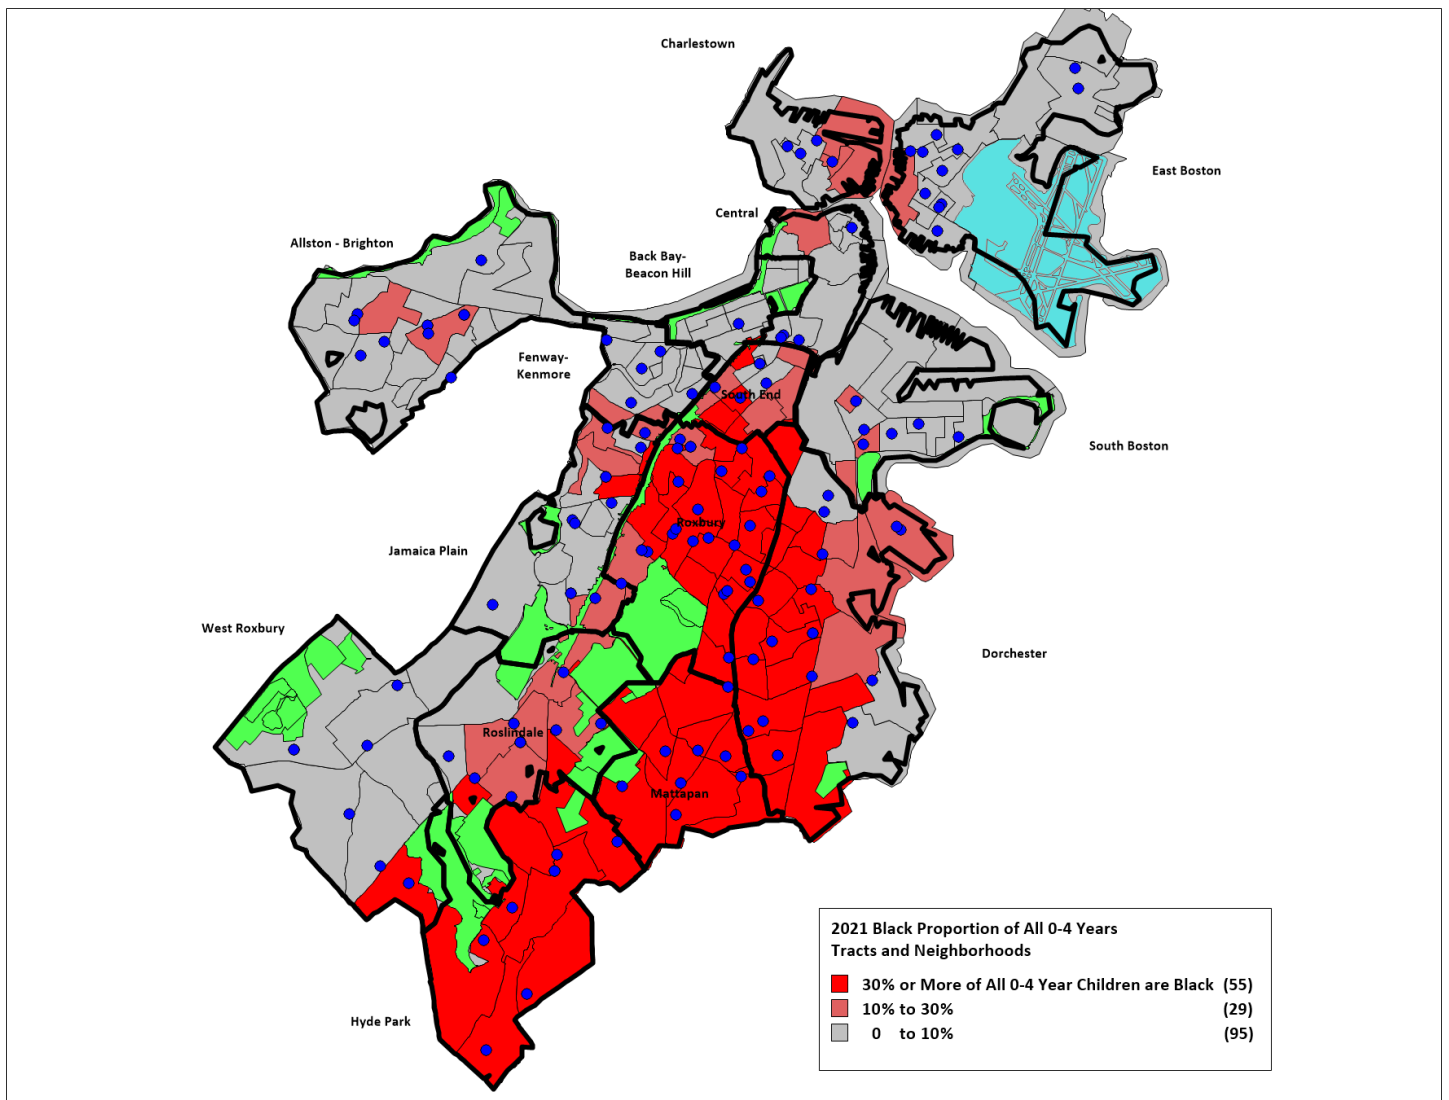 Charlestown
East Boston
Central
Allston - Brighton
Back Bay-
Beacon Hill
Fenway-
Kenmore
South End
South Boston
Roxbury
Jamaica Plain
West Roxbury
Dorchester
Roslindale
Mattapan
Hyde Park
2021 Black Proportion of All 0-4 Years
Tracts and Neighborhoods
30% or More of All 0-4 Year Children are Black (55)
10% to 30% (29)
0 to 10% (95)